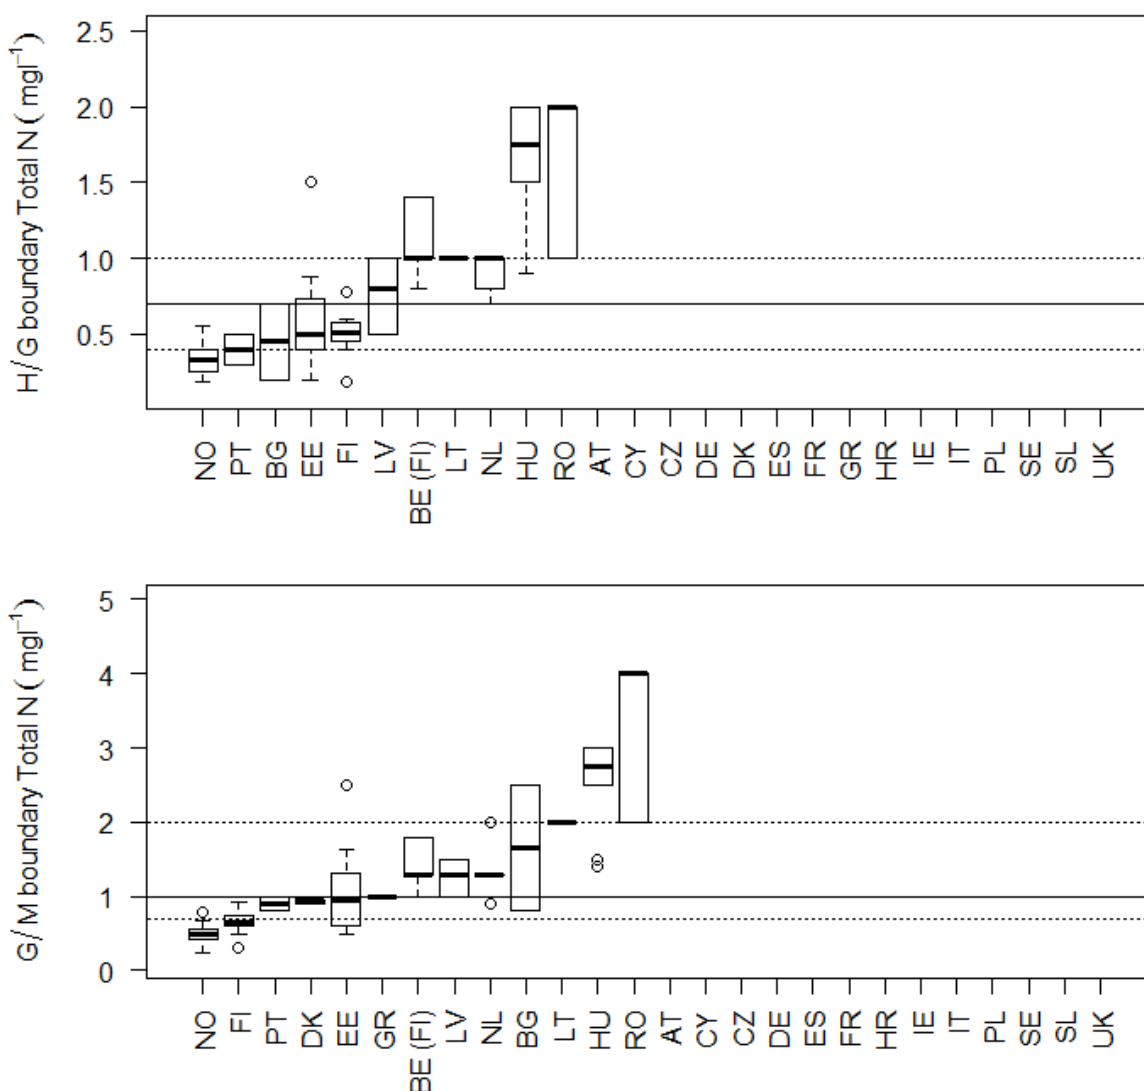 H/G boundary Total N ( mgl⁻¹)
2.5
2.0
1.5
1.0
0.5
NO
PT
BG
EE
FI
LV
BE (FI)
LT
NL
HU
RO
AT
CY
CZ
DE
DK
ES
FR
GR
HR
IE
IT
PL
SE
SL
UK
G/M boundary Total N ( mgl⁻¹)
5
4
3
2
1
0
NO
FI
PT
DK
EE
GR
BE (FI)
LV
NL
BG
LT
HU
RO
AT
CY
CZ
DE
ES
FR
HR
IE
IT
PL
SE
SL
UK